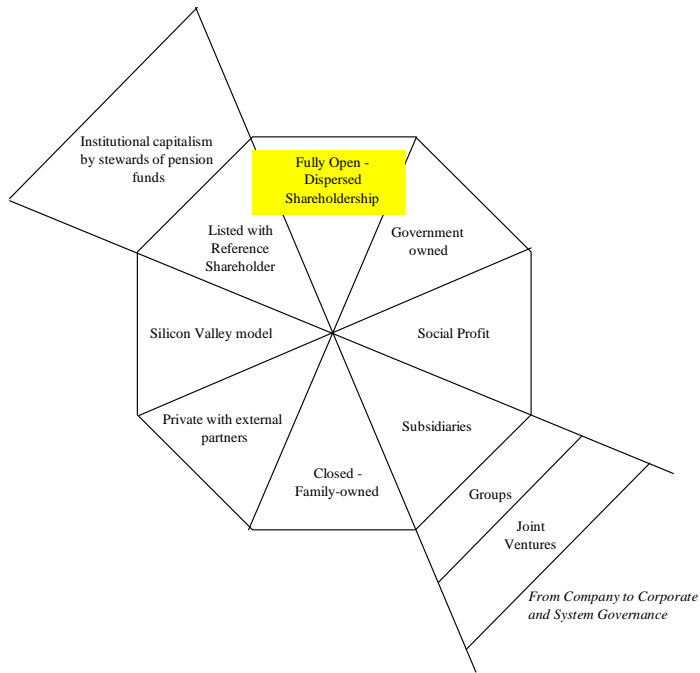 Institutional capitalism
by stewards of pension
funds
Fully Open -
Dispersed
Shareholdership
Listed with
Reference
Shareholder
Government
owned
Silicon Valley model
Social Profit
Private with external
partners
Subsidiaries
Closed -
Family-owned
Groups
Joint
Ventures
From Company to Corporate
and System Governance